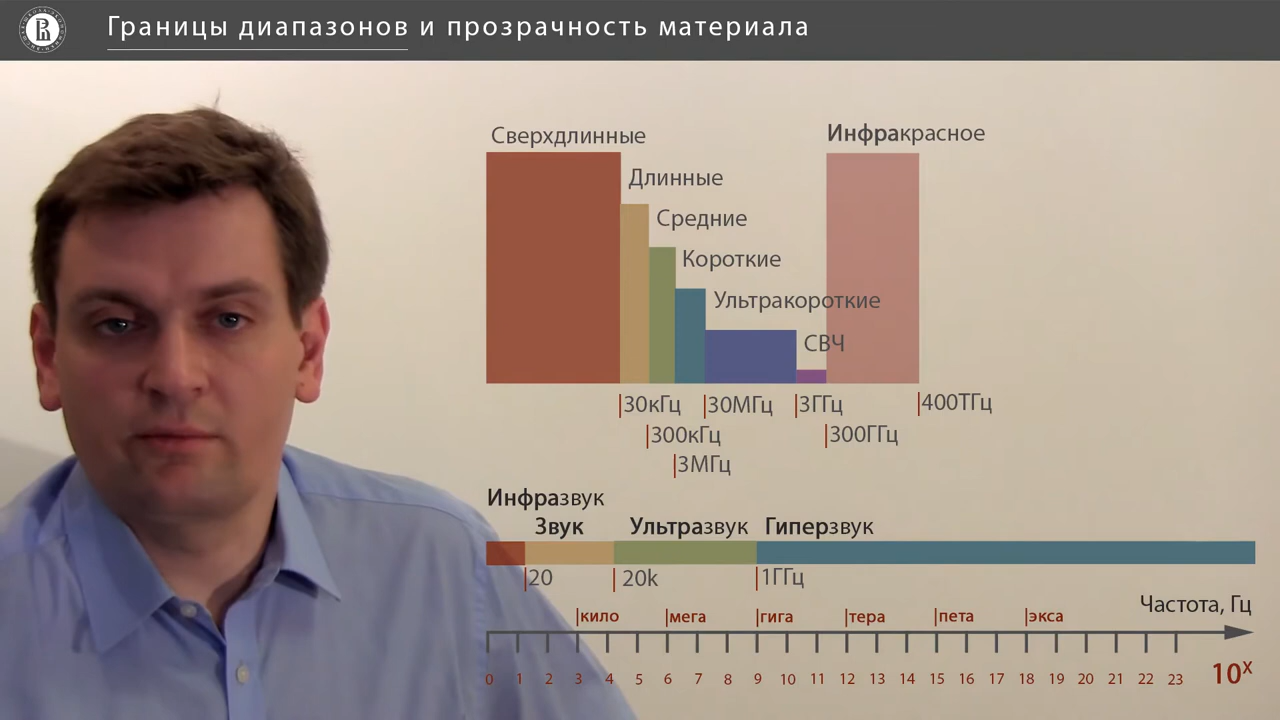 Границы диапазонов и прозрачность материала
Сверхдлинные
Инфракрасное
Длинные
Средние
Короткие
Ультракороткие
СВЧ
|30кГц |30МГц |3ГГц |400ТГц
|300кГц |300ГГц
|3МГц
Инфразвук
Звук Ультразвук Гиперзвук
|20 |20k |1ГГц
Частота, Гц
|кило |мега |гига |тера |пета |экса
0 1 2 3 4 5 6 7 8 9 10 11 12 13 14 15 16 17 18 19 20 21 22 23 10ˣ